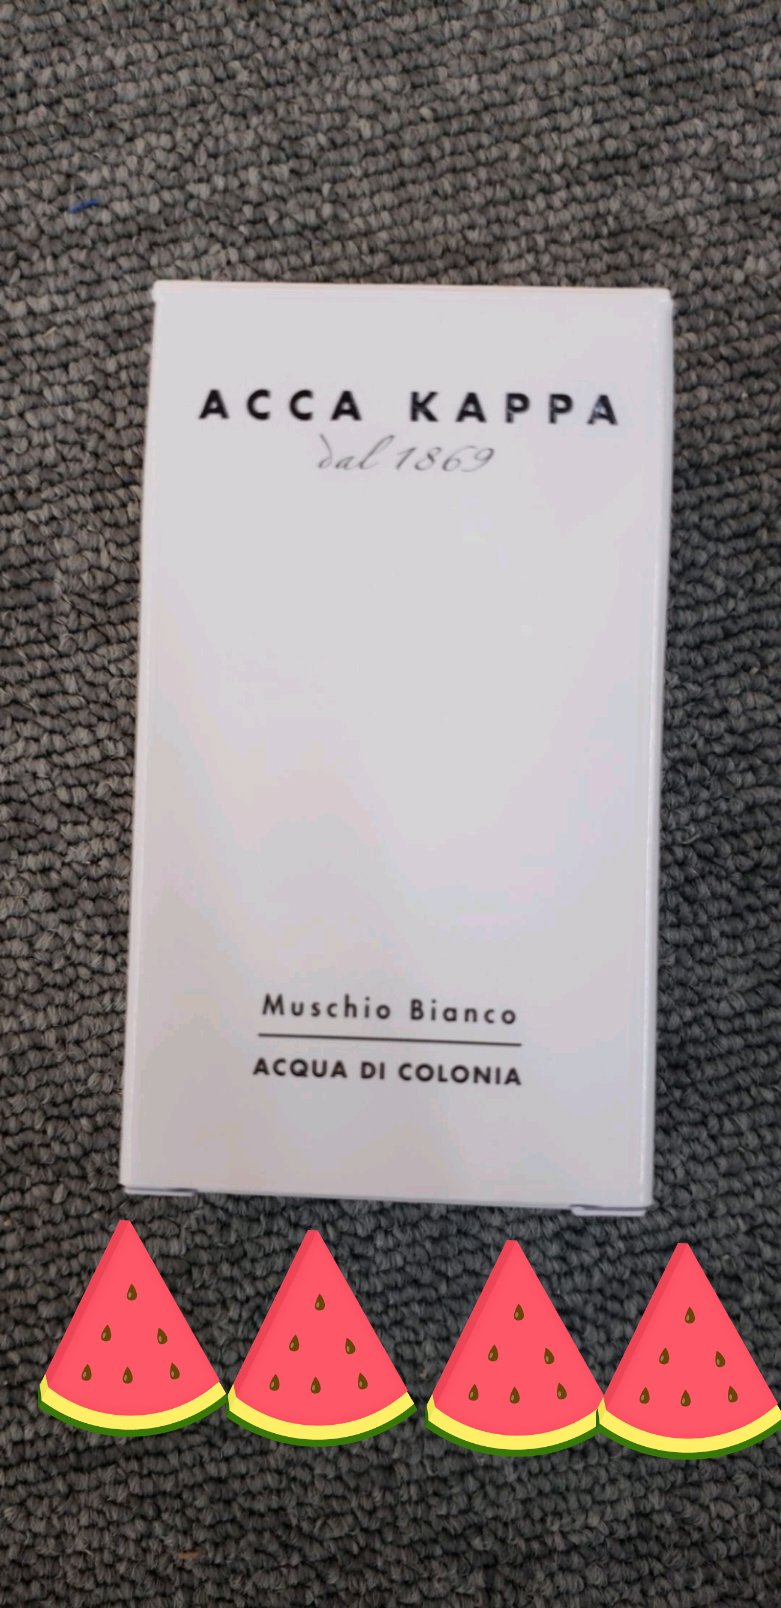 ACCA KAPPA
dal 1869
Muschio Bianco
ACQUA DI COLONIA